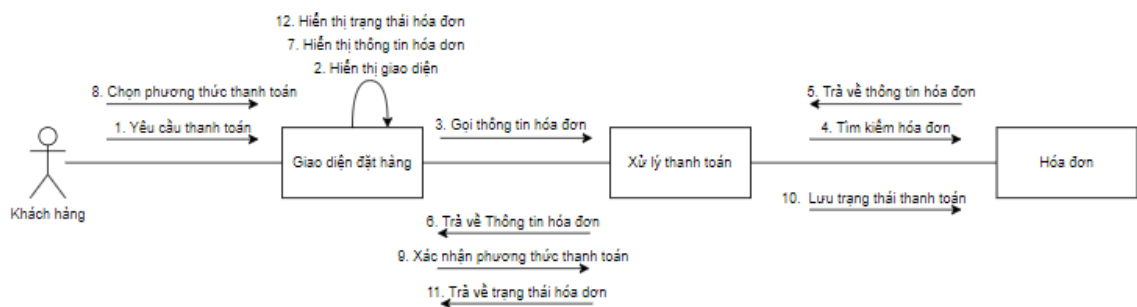 12. Hiển thị trạng thái hóa đơn
7. Hiển thị thông tin hóa dơn
2. Hiển thị giao diện
8. Chọn phương thức thanh toán
1. Yêu cầu thanh toán
3. Gọi thông tin hóa đơn
5. Trả về thông tin hóa đơn
4. Tìm kiếm hóa đơn
Giao diện đặt hàng
Xử lý thanh toán
Hóa đơn
Khách hàng
10. Lưu trạng thái thanh toán
6. Trả về Thông tin hóa đơn
9. Xác nhận phương thức thanh toán
11. Trả về trạng thái hóa dơn